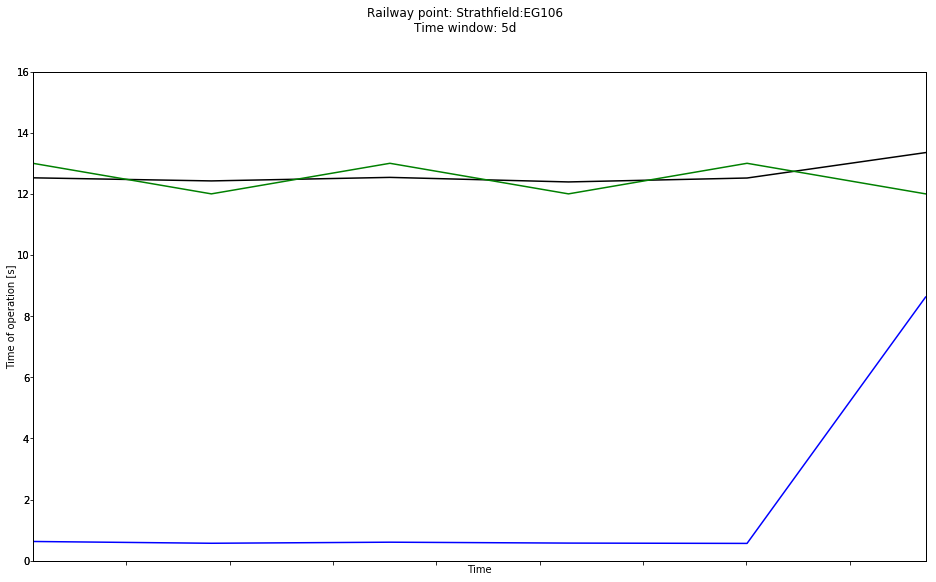 Railway point: Strathfield:EG106
Time window: 5d
16
14
12
10
8
6
4
2
0
Time of operation [s]
Time